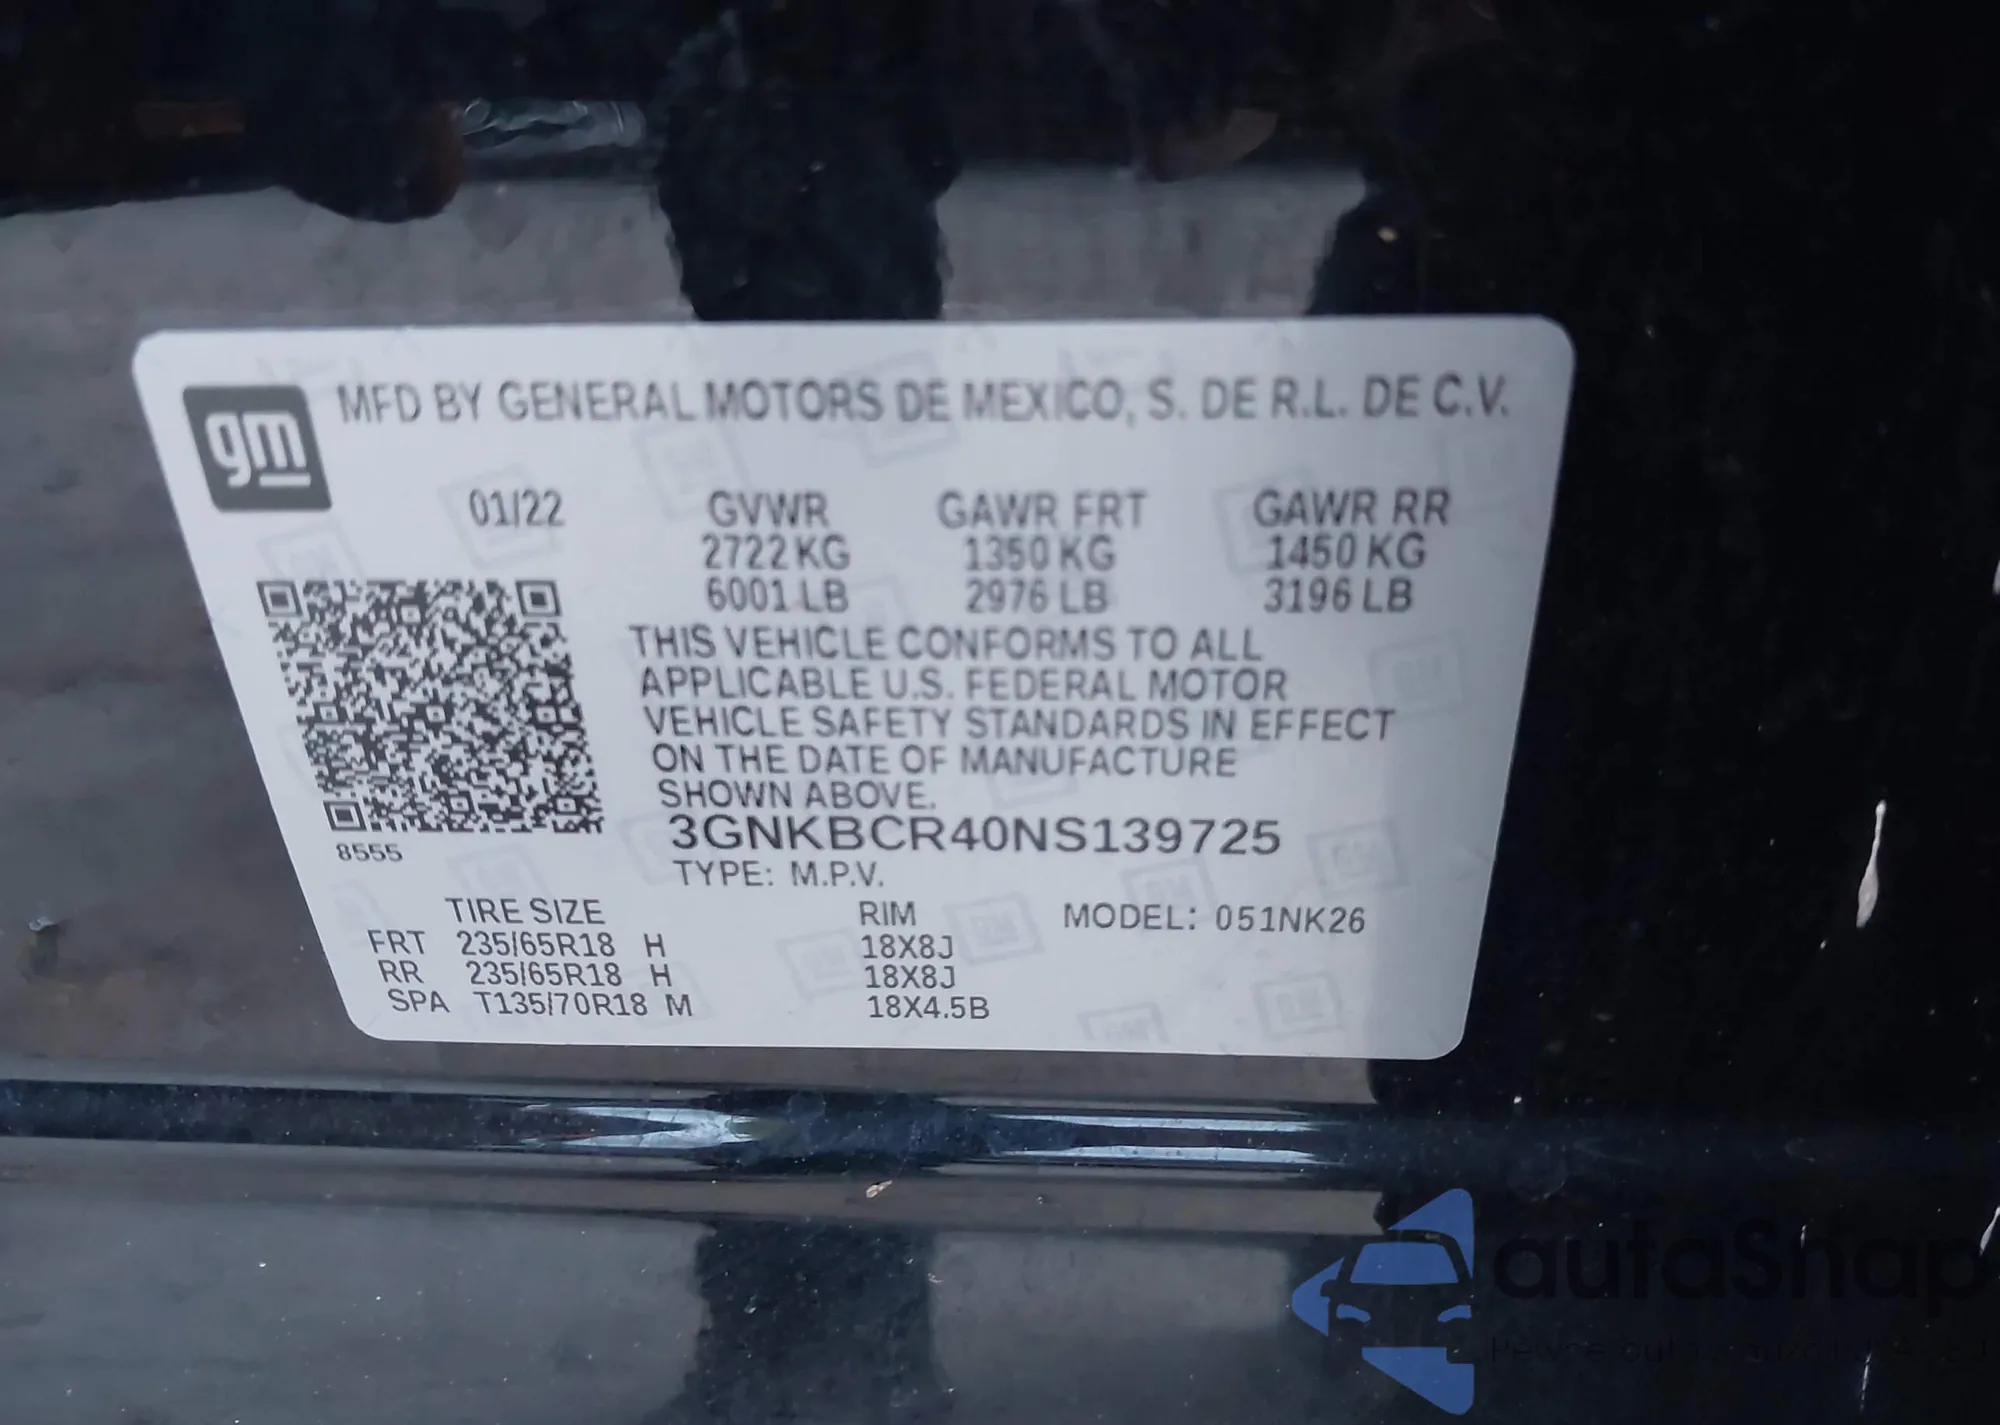 gm
MFD BY GENERAL MOTORS DE MEXICO, S. DE R.L. DE C.V.
01/22 GVWR GAWR FRT GAWR RR
2722 KG 1350 KG 1450 KG
6001 LB 2976 LB 3196 LB
THIS VEHICLE CONFORMS TO ALL
APPLICABLE U.S. FEDERAL MOTOR
VEHICLE SAFETY STANDARDS IN EFFECT
ON THE DATE OF MANUFACTURE
SHOWN ABOVE.
3GNKBCR40NS139725
8555
TYPE: M.P.V.
TIRE SIZE RIM MODEL: 051NK26
FRT 235/65R18 H 18X8J
RR 235/65R18 H 18X8J
SPA T135/70R18 M 18X4.5B
autaSnap